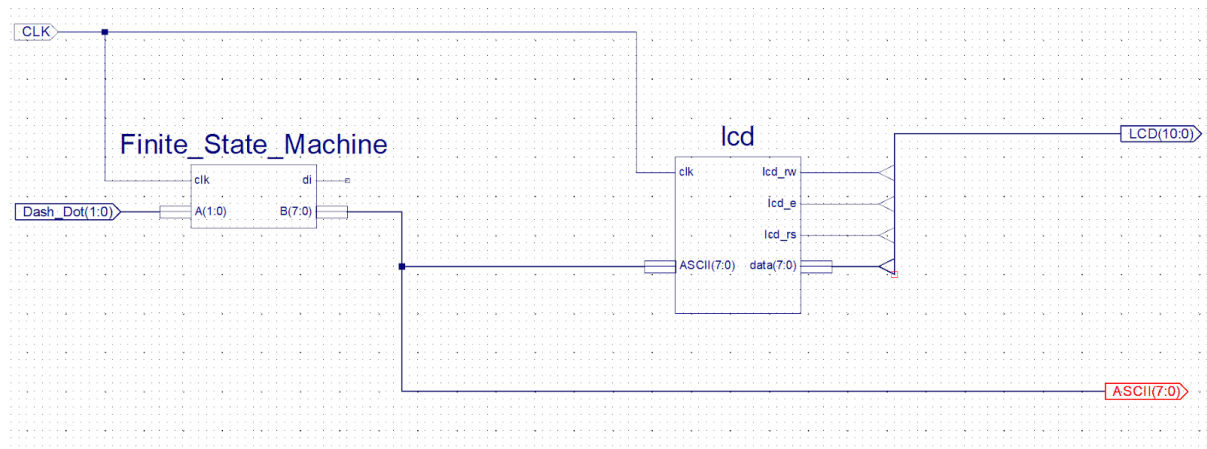 CLK
Finite_State_Machine
clk
di
Dash_Dot(1:0)
A(1:0)
B(7:0)
lcd
clk
lcd_rw
lcd_e
lcd_rs
ASCII(7:0)
data(7:0)
LCD(10:0)
ASCII(7:0)